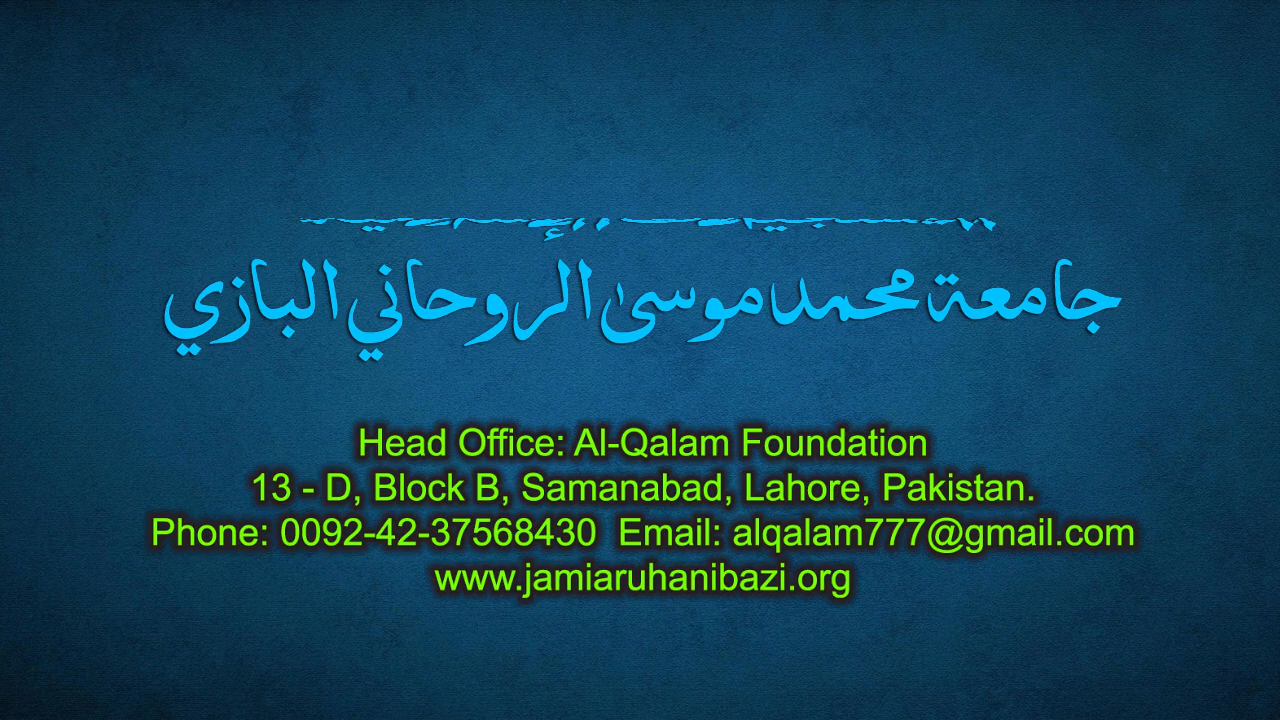 جامعة محمد موسىٰ الروحاني البازي
Head Office: Al-Qalam Foundation
13 - D, Block B, Samanabad, Lahore, Pakistan.
Phone: 0092-42-37568430 Email: alqalam777@gmail.com
www.jamiaruhanibazi.org